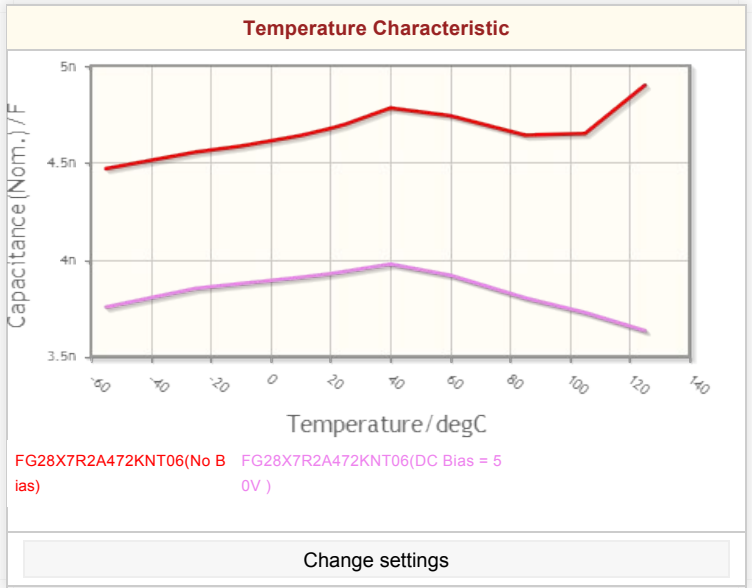 Temperature Characteristic
5n
4.5n
4n
3.5n
Capacitance(Nom.)/F
-60 -40 -20 0 20 40 60 80 100 120 140
Temperature/degC
FG28X7R2A472KNT06(No B
ias)
FG28X7R2A472KNT06(DC Bias = 5
0V )
Change settings